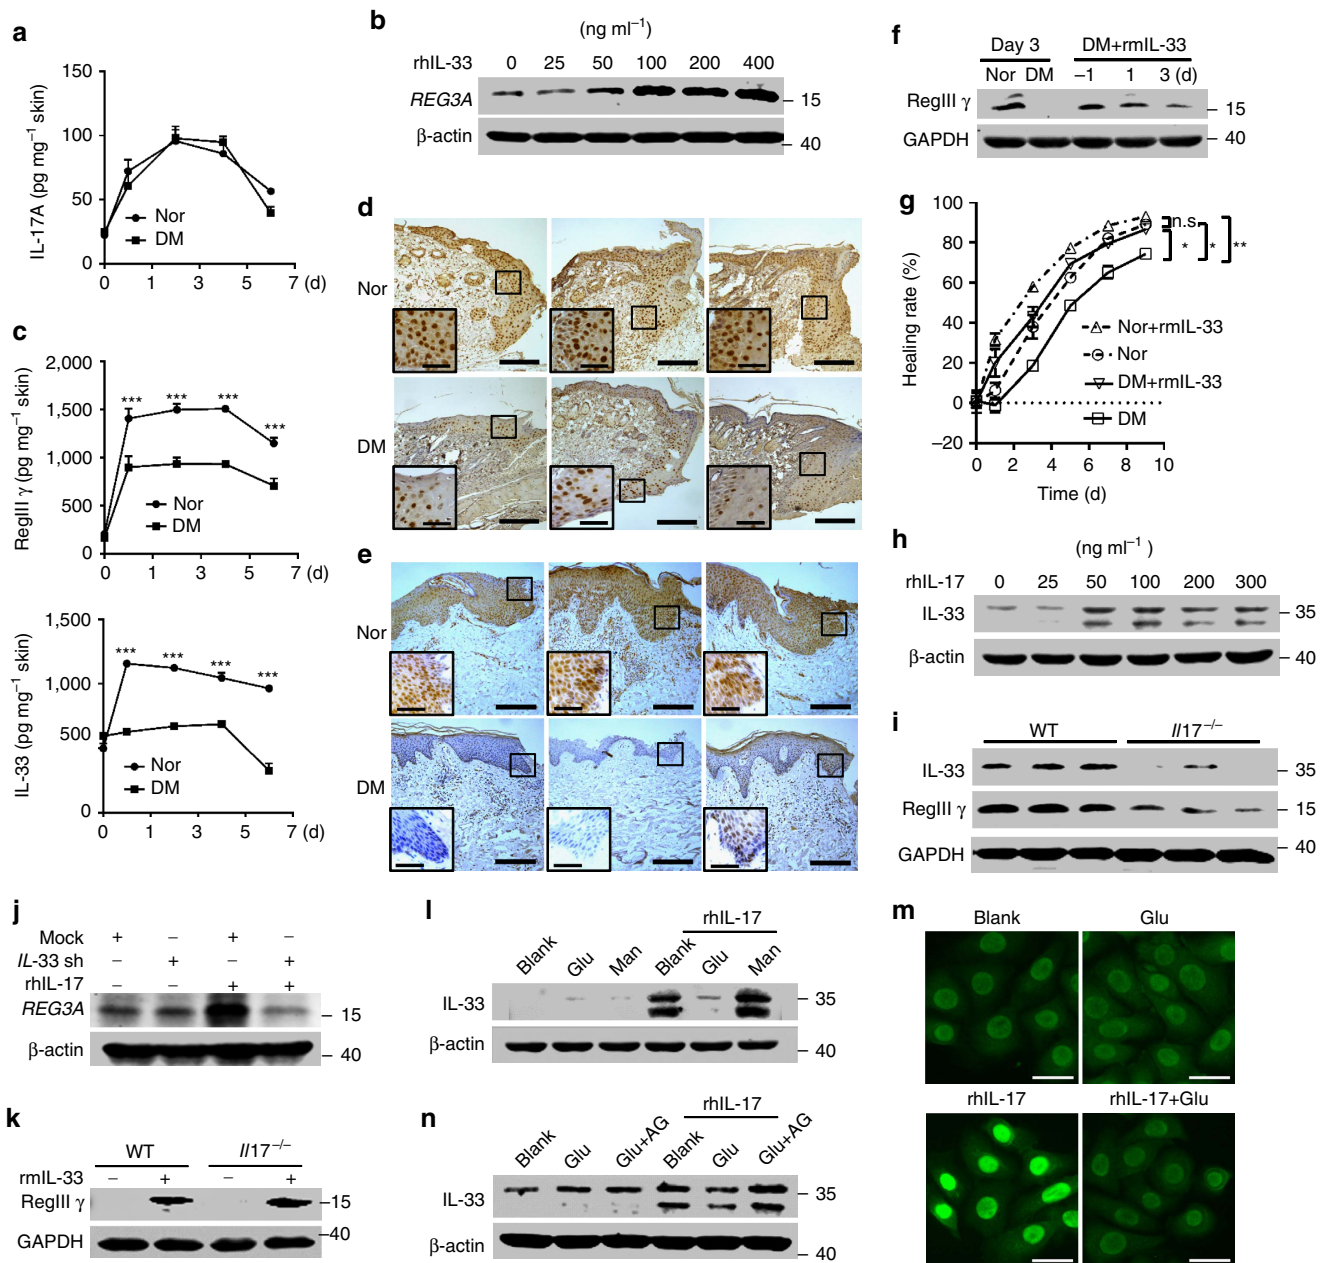 a
IL-17A (pg mg⁻¹ skin)
150
100
50
0
Nor
DM
0 1 3 5 7 (d)
b
(ng ml⁻¹)
rhIL-33 0 25 50 100 200 400
REG3A 15
β-actin 40
c
RegIII γ (pg mg⁻¹ skin)
2,000
1,500
1,000
500
0
*** *** *** ***
Nor
DM
0 1 3 5 7 (d)
IL-33 (pg mg⁻¹ skin)
1,500
1,000
500
0
*** *** *** ***
Nor
DM
0 1 3 5 7 (d)
d
Nor
DM
e
Nor
DM
f
Day 3 DM+rmIL-33
Nor DM −1 1 3 (d)
RegIII γ 15
GAPDH 40
g
Healing rate (%)
100
80
60
40
20
0
−20
n.s
* * **
Nor+rmIL-33
Nor
DM+rmIL-33
DM
0 2 4 6 8 10
Time (d)
h
(ng ml⁻¹ )
rhIL-17 0 25 50 100 200 300
IL-33 35
β-actin 40
i
WT Il17⁻/⁻
IL-33 35
RegIII γ 15
GAPDH 40
j
Mock + − + −
IL-33 sh − + − +
rhIL-17 − − + +
REG3A 15
β-actin 40
k
WT Il17⁻/⁻
rmIL-33 − + − +
RegIII γ 15
GAPDH 40
l
rhIL-17
Blank Glu Man Blank Glu Man
IL-33 35
β-actin 40
m
Blank Glu
rhIL-17 rhIL-17+Glu
n
rhIL-17
Blank Glu Glu+AG Blank Glu Glu+AG
IL-33 35
β-actin 40